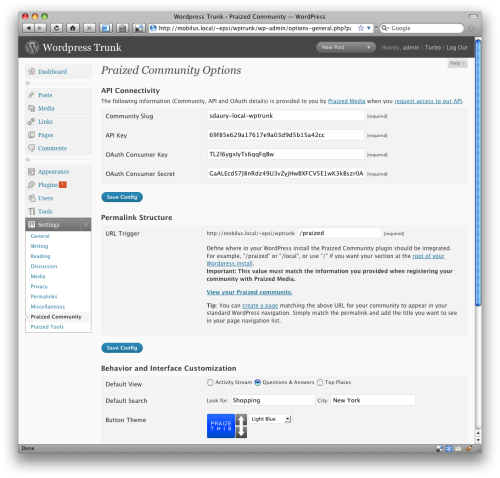 Wordpress Trunk › Praized Community — WordPress
http://mobilus.local/~epsi/wptrunk/wp-admin/options-general.php?pa
Google
Wordpress Trunk
New Post
Howdy, admin | Turbo | Log Out
Help
Dashboard
Posts
Media
Links
Pages
Comments
Appearance
Plugins 1
Users
Tools
Settings
General
Writing
Reading
Discussion
Media
Privacy
Permalinks
Miscellaneous
Praized Community
Praized Tools
Praized Community Options
API Connectivity
The following information (Community, API and OAuth details) is provided to you by Praized Media when you request access to our API.
Community Slug sdaury-local-wptrunk (required)
API Key (required)
OAuth Consumer Key (required)
OAuth Consumer Secret (required)
Save Config
Permalink Structure
URL Trigger http://mobilus.local/~epsi/wptrunk /praized (required)
Define where in your WordPress install the Praized Community plugin should be integrated.
For example, "/praized" or "/local", or use "/" if you want your section at the root of your
Wordpress install.
Important: This value must match the information you provided when registering your
community with Praized Media.
View your Praized community.
Tip: You can create a page matching the above URL for your community to appear in your
standard WordPress navigation. Simply match the permalink and add the title you want to see
in your page navigation list.
Save Config
Behavior and Interface Customization
Default View Activity Stream Questions & Answers Top Places
Default Search Look for: Shopping City: New York
Button Theme PRAIZE THIS Light Blue
Done